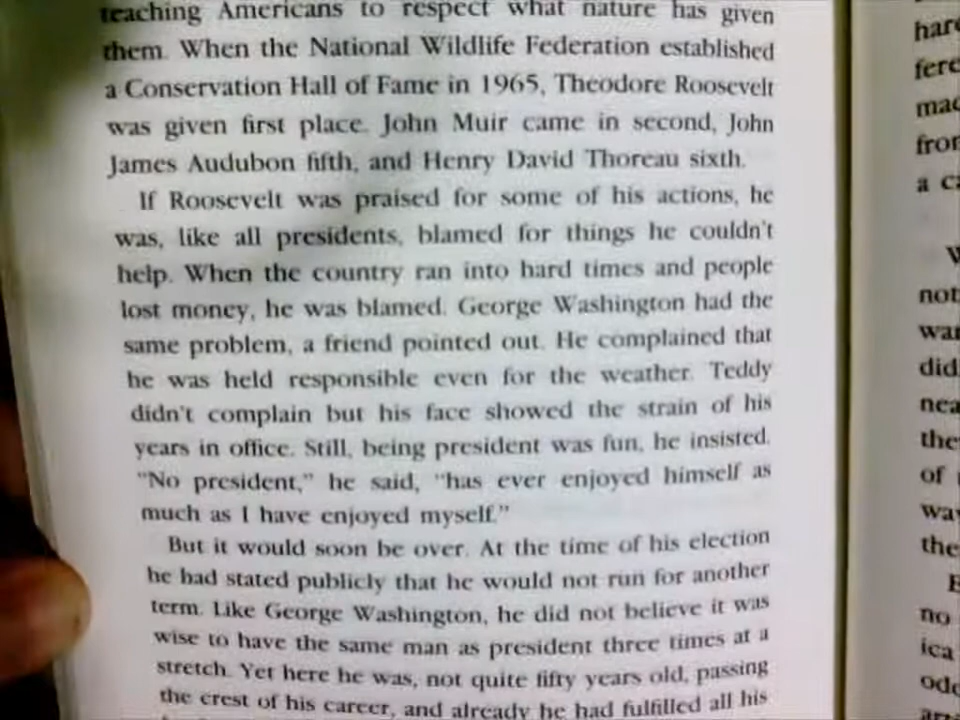 teaching Americans to respect what nature has given
them. When the National Wildlife Federation established
a Conservation Hall of Fame in 1965, Theodore Roosevelt
was given first place. John Muir came in second, John
James Audubon fifth, and Henry David Thoreau sixth.
If Roosevelt was praised for some of his actions, he
was, like all presidents, blamed for things he couldn't
help. When the country ran into hard times and people
lost money, he was blamed. George Washington had the
same problem, a friend pointed out. He complained that
he was held responsible even for the weather. Teddy
didn't complain but his face showed the strain of his
years in office. Still, being president was fun, he insisted.
"No president," he said, "has ever enjoyed himself as
much as I have enjoyed myself."
But it would soon be over. At the time of his election
he had stated publicly that he would not run for another
term. Like George Washington, he did not believe it was
wise to have the same man as president three times at a
stretch. Yet here he was, not quite fifty years old, passing
the crest of his career, and already he had fulfilled all his